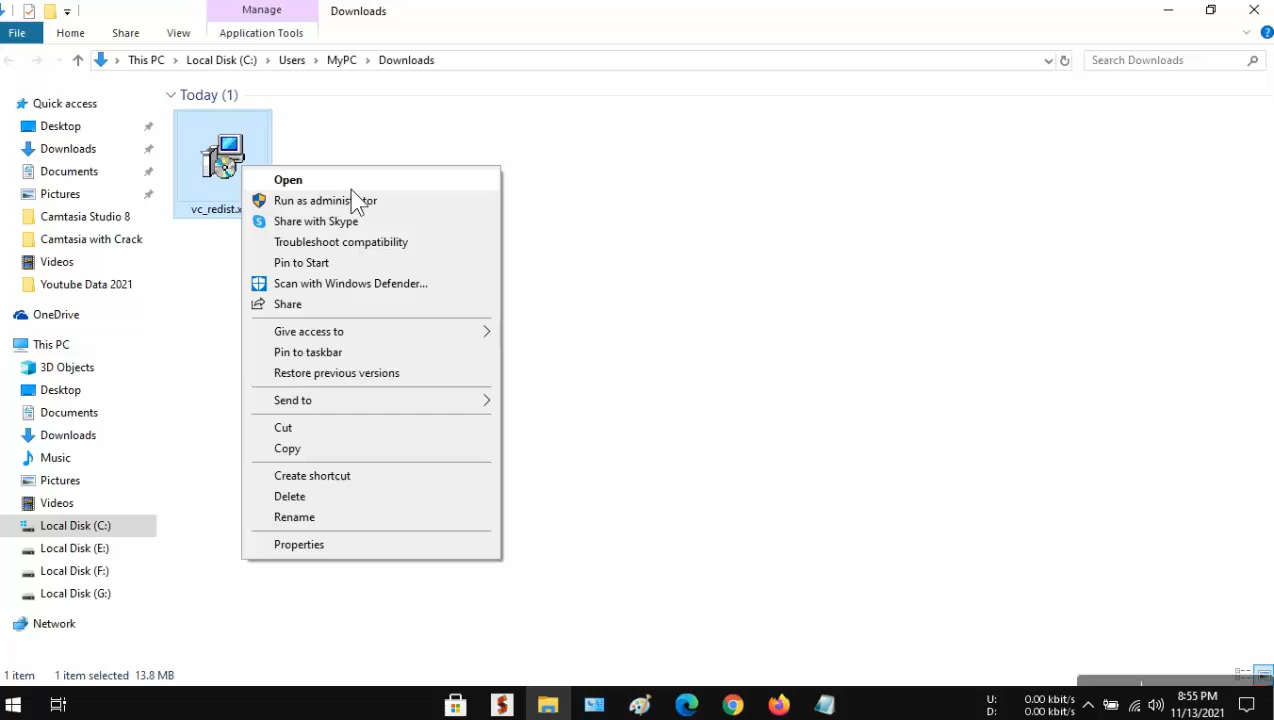 Manage
Downloads
File
Home
Share
View
Application Tools
This PC > Local Disk (C:) > Users > MyPC > Downloads
Search Downloads
Quick access
Desktop
Downloads
Documents
Pictures
Camtasia Studio 8
Camtasia with Crack
Videos
Youtube Data 2021
OneDrive
This PC
3D Objects
Desktop
Documents
Downloads
Music
Pictures
Videos
Local Disk (C:)
Local Disk (E:)
Local Disk (F:)
Local Disk (G:)
Network
Today (1)
vc_redist.x
Open
Run as administrator
Share with Skype
Troubleshoot compatibility
Pin to Start
Scan with Windows Defender...
Share
Give access to
Pin to taskbar
Restore previous versions
Send to
Cut
Copy
Create shortcut
Delete
Rename
Properties
1 item
1 item selected 13.8 MB
U: 0.00 kbit/s
D: 0.00 kbit/s
8:55 PM
11/13/2021